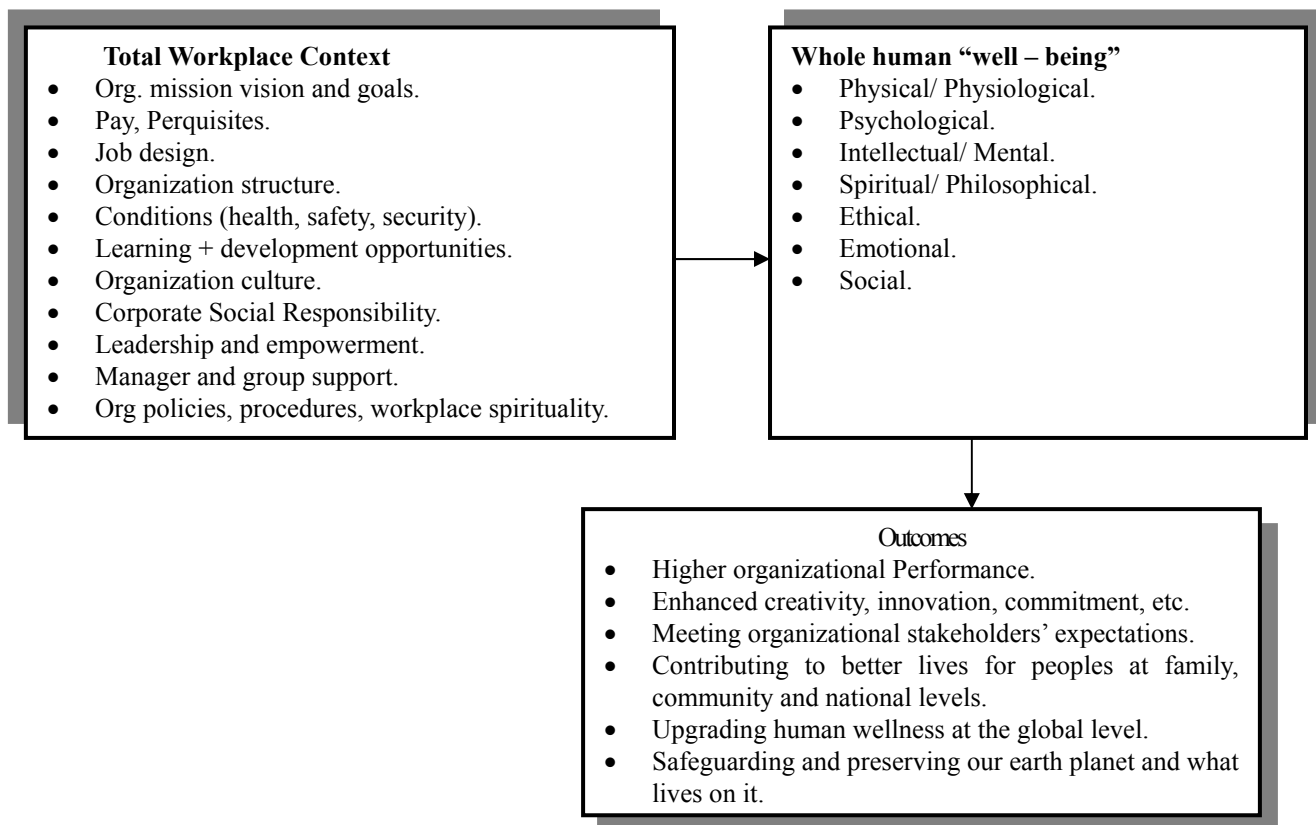 Total Workplace Context
• Org. mission vision and goals.
• Pay, Perquisites.
• Job design.
• Organization structure.
• Conditions (health, safety, security).
• Learning + development opportunities.
• Organization culture.
• Corporate Social Responsibility.
• Leadership and empowerment.
• Manager and group support.
• Org policies, procedures, workplace spirituality.
Whole human “well – being”
• Physical/ Physiological.
• Psychological.
• Intellectual/ Mental.
• Spiritual/ Philosophical.
• Ethical.
• Emotional.
• Social.
Outcomes
• Higher organizational Performance.
• Enhanced creativity, innovation, commitment, etc.
• Meeting organizational stakeholders’ expectations.
• Contributing to better lives for peoples at family,
community and national levels.
• Upgrading human wellness at the global level.
• Safeguarding and preserving our earth planet and what
lives on it.